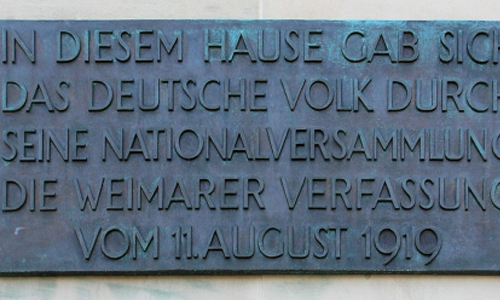 IN DIESEM HAUSE GAB SICH
DAS DEUTSCHE VOLK DURCH
SEINE NATIONALVERSAMMLUNG
DIE WEIMARER VERFASSUNG
VOM 11. AUGUST 1919